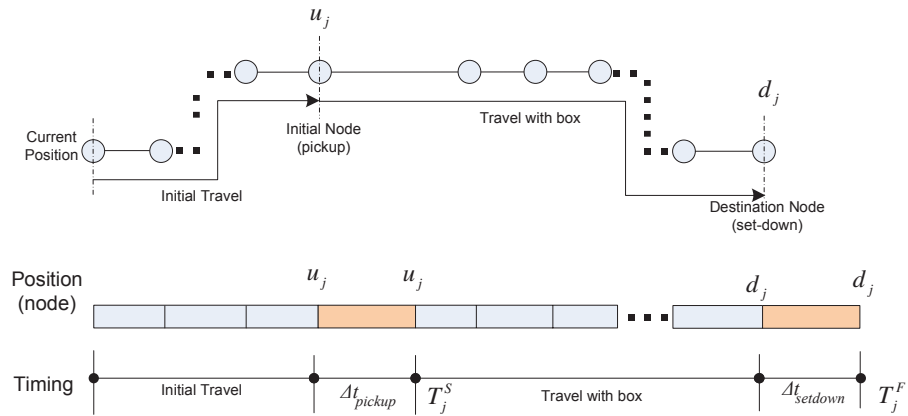 u_j
d_j
Current
Position
Initial Node
(pickup)
Travel with box
Initial Travel
Destination Node
(set-down)
Position
(node)
u_j
u_j
d_j
d_j
Timing
Initial Travel
Δt_pickup
T_j^S
Travel with box
Δt_setdown
T_j^F